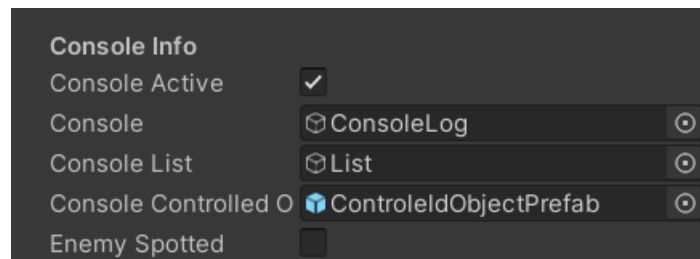 Console Info
Console Active
Console ConsoleLog
Console List List
Console Controlled O ControleldObjectPrefab
Enemy Spotted